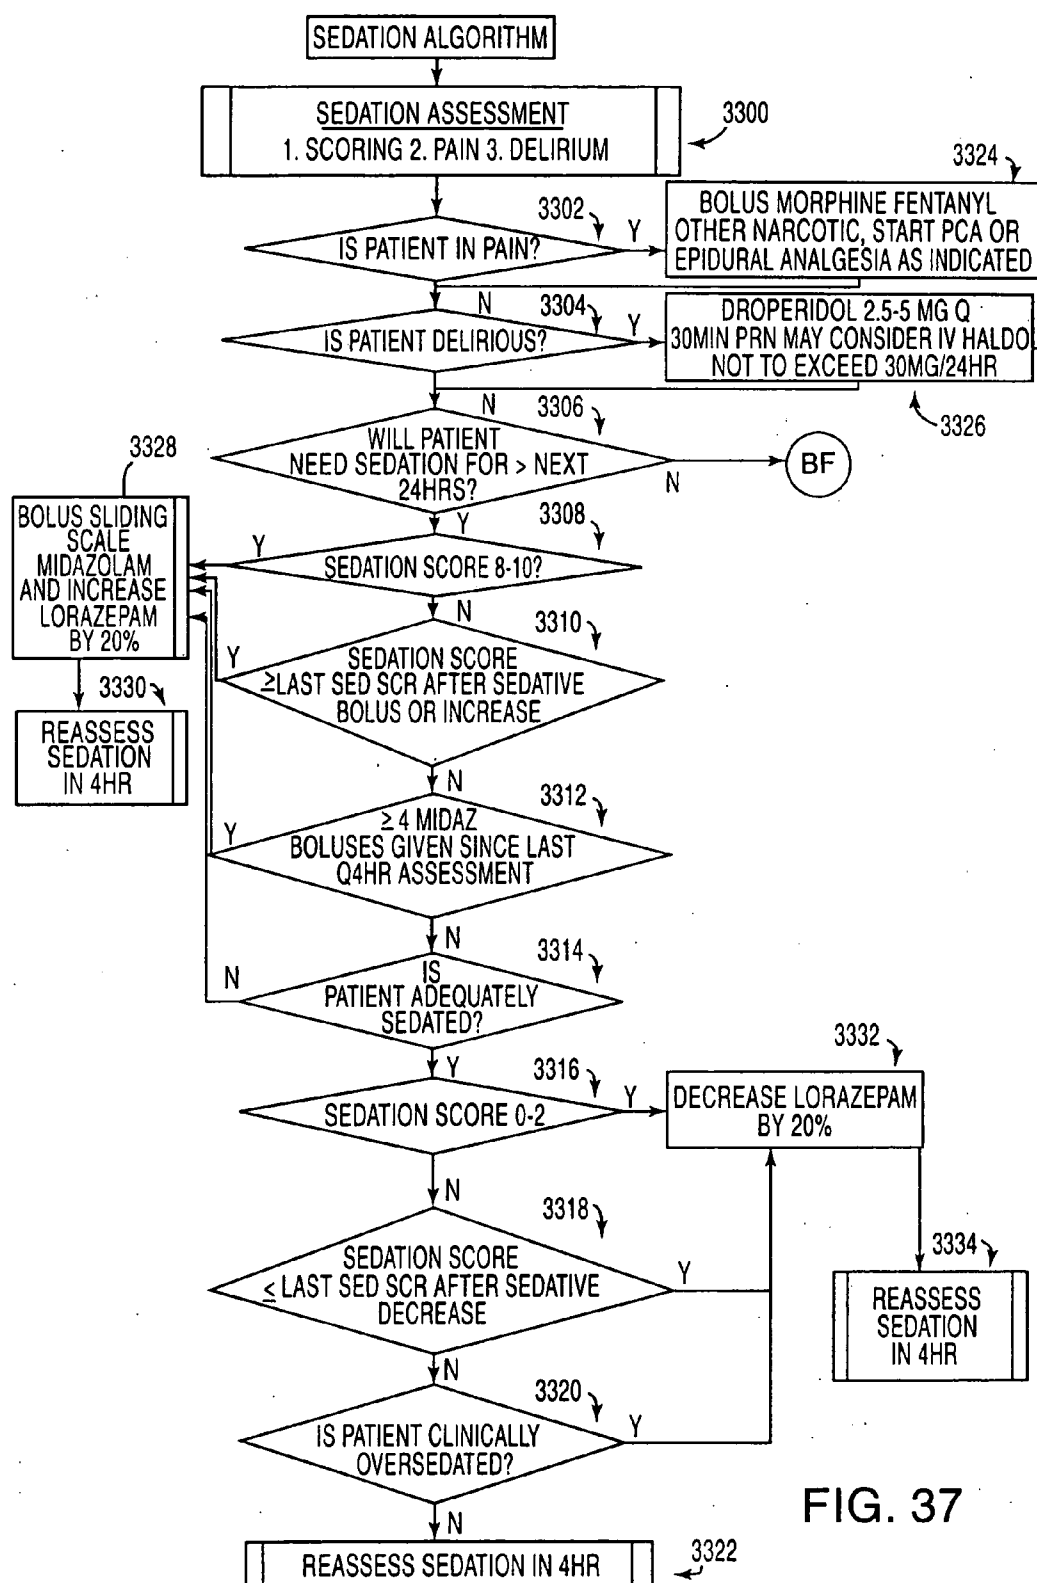 SEDATION ALGORITHM
SEDATION ASSESSMENT
1. SCORING 2. PAIN 3. DELIRIUM
3300
3302
IS PATIENT IN PAIN?
Y
N
3324
BOLUS MORPHINE FENTANYL
OTHER NARCOTIC, START PCA OR
EPIDURAL ANALGESIA AS INDICATED
3304
IS PATIENT DELIRIOUS?
Y
N
DROPERIDOL 2.5-5 MG Q
30MIN PRN MAY CONSIDER IV HALDO
NOT TO EXCEED 30MG/24HR
3326
3306
WILL PATIENT
NEED SEDATION FOR > NEXT
24HRS?
N
BF
Y
3328
BOLUS SLIDING
SCALE
MIDAZOLAM
AND INCREASE
LORAZEPAM
BY 20%
3330
REASSESS
SEDATION
IN 4HR
3308
Y
SEDATION SCORE 8-10?
N
3310
Y
SEDATION SCORE
≥LAST SED SCR AFTER SEDATIVE
BOLUS OR INCREASE
N
3312
Y
≥ 4 MIDAZ
BOLUSES GIVEN SINCE LAST
Q4HR ASSESSMENT
N
3314
N
IS
PATIENT ADEQUATELY
SEDATED?
Y
3316
SEDATION SCORE 0-2
Y
N
3332
DECREASE LORAZEPAM
BY 20%
3334
REASSESS
SEDATION
IN 4HR
3318
SEDATION SCORE
≤ LAST SED SCR AFTER SEDATIVE
DECREASE
Y
N
3320
IS PATIENT CLINICALLY
OVERSEDATED?
Y
N
REASSESS SEDATION IN 4HR
3322
FIG. 37